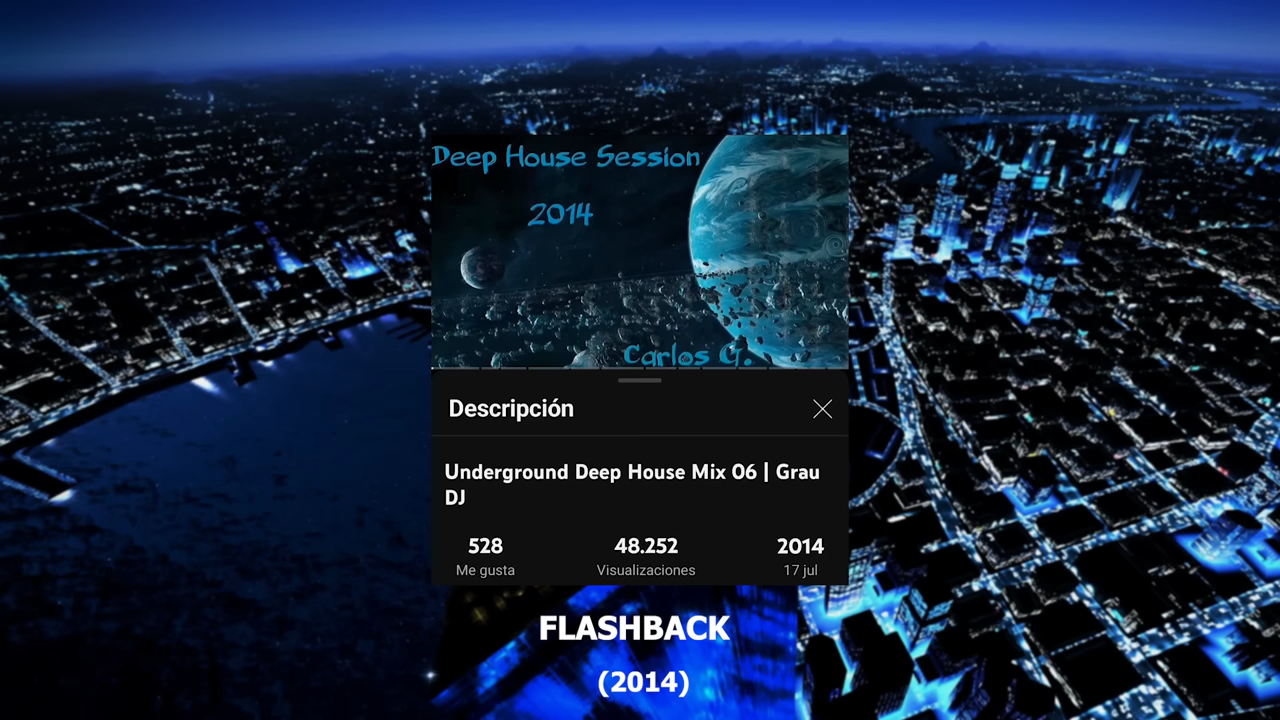 Deep House Session
2014
Carlos G.
Descripción
Underground Deep House Mix 06 | Grau
DJ
528 48.252 2014
Me gusta Visualizaciones 17 jul
FLASHBACK
(2014)